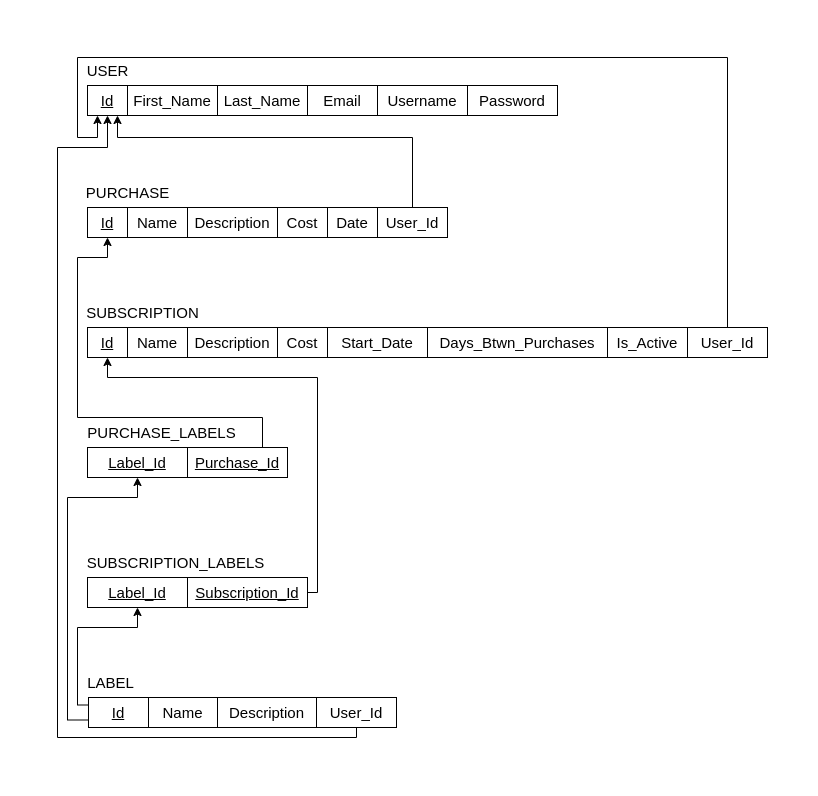 USER
Id First_Name Last_Name Email Username Password
PURCHASE
Id Name Description Cost Date User_Id
SUBSCRIPTION
Id Name Description Cost Start_Date Days_Btwn_Purchases Is_Active User_Id
PURCHASE_LABELS
Label_Id Purchase_Id
SUBSCRIPTION_LABELS
Label_Id Subscription_Id
LABEL
Id Name Description User_Id